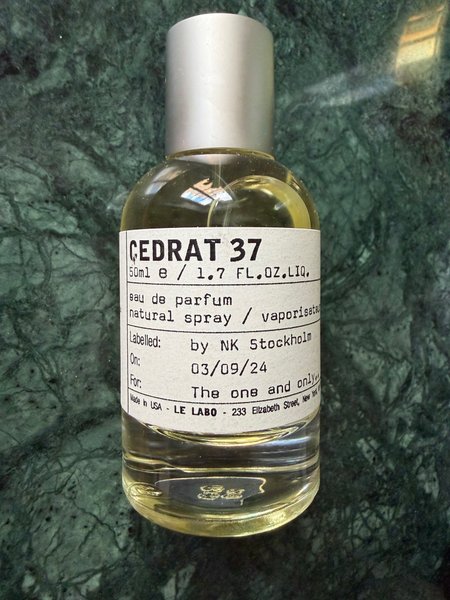 ÇEDRAT 37
50ml e / 1.7 FL.OZ.LIQ.
eau de parfum
natural spray / vaporisateu
Labelled: by NK Stockholm
On: 03/09/24
For: The one and only..
Made in USA - LE LABO - 233 Elizabeth Street, New York